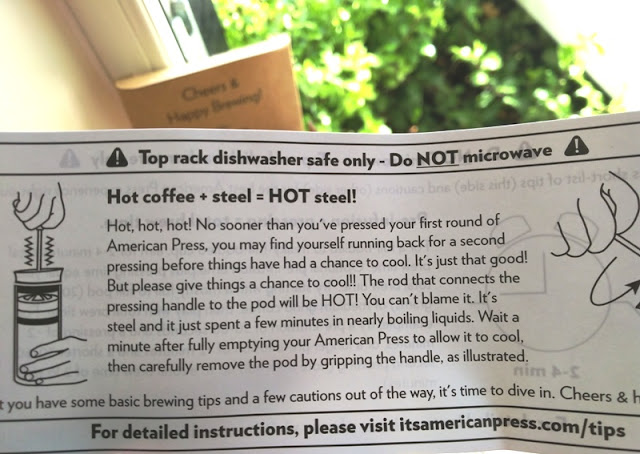 Cheers &
Happy Brewing!
Top rack dishwasher safe only - Do NOT microwave
Hot coffee + steel = HOT steel!
Hot, hot, hot! No sooner than you've pressed your first round of
American Press, you may find yourself running back for a second
pressing before things have had a chance to cool. It's just that good!
But please give things a chance to cool!! The rod that connects the
pressing handle to the pod will be HOT! You can't blame it. It's
steel and it just spent a few minutes in nearly boiling liquids. Wait a
minute after fully emptying your American Press to allow it to cool,
then carefully remove the pod by gripping the handle, as illustrated.
you have some basic brewing tips and a few cautions out of the way, it's time to dive in. Cheers &
For detailed instructions, please visit itsamericanpress.com/tips